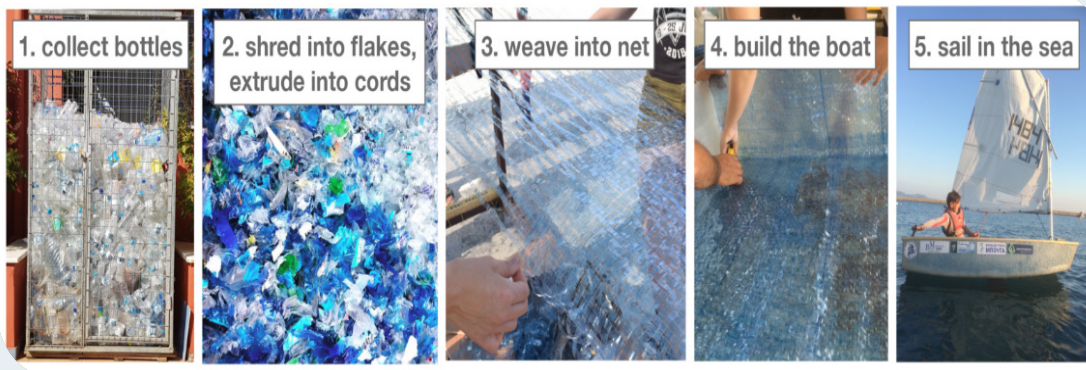 1. collect bottles
2. shred into flakes,
extrude into cords
3. weave into net
4. build the boat
5. sail in the sea
1484